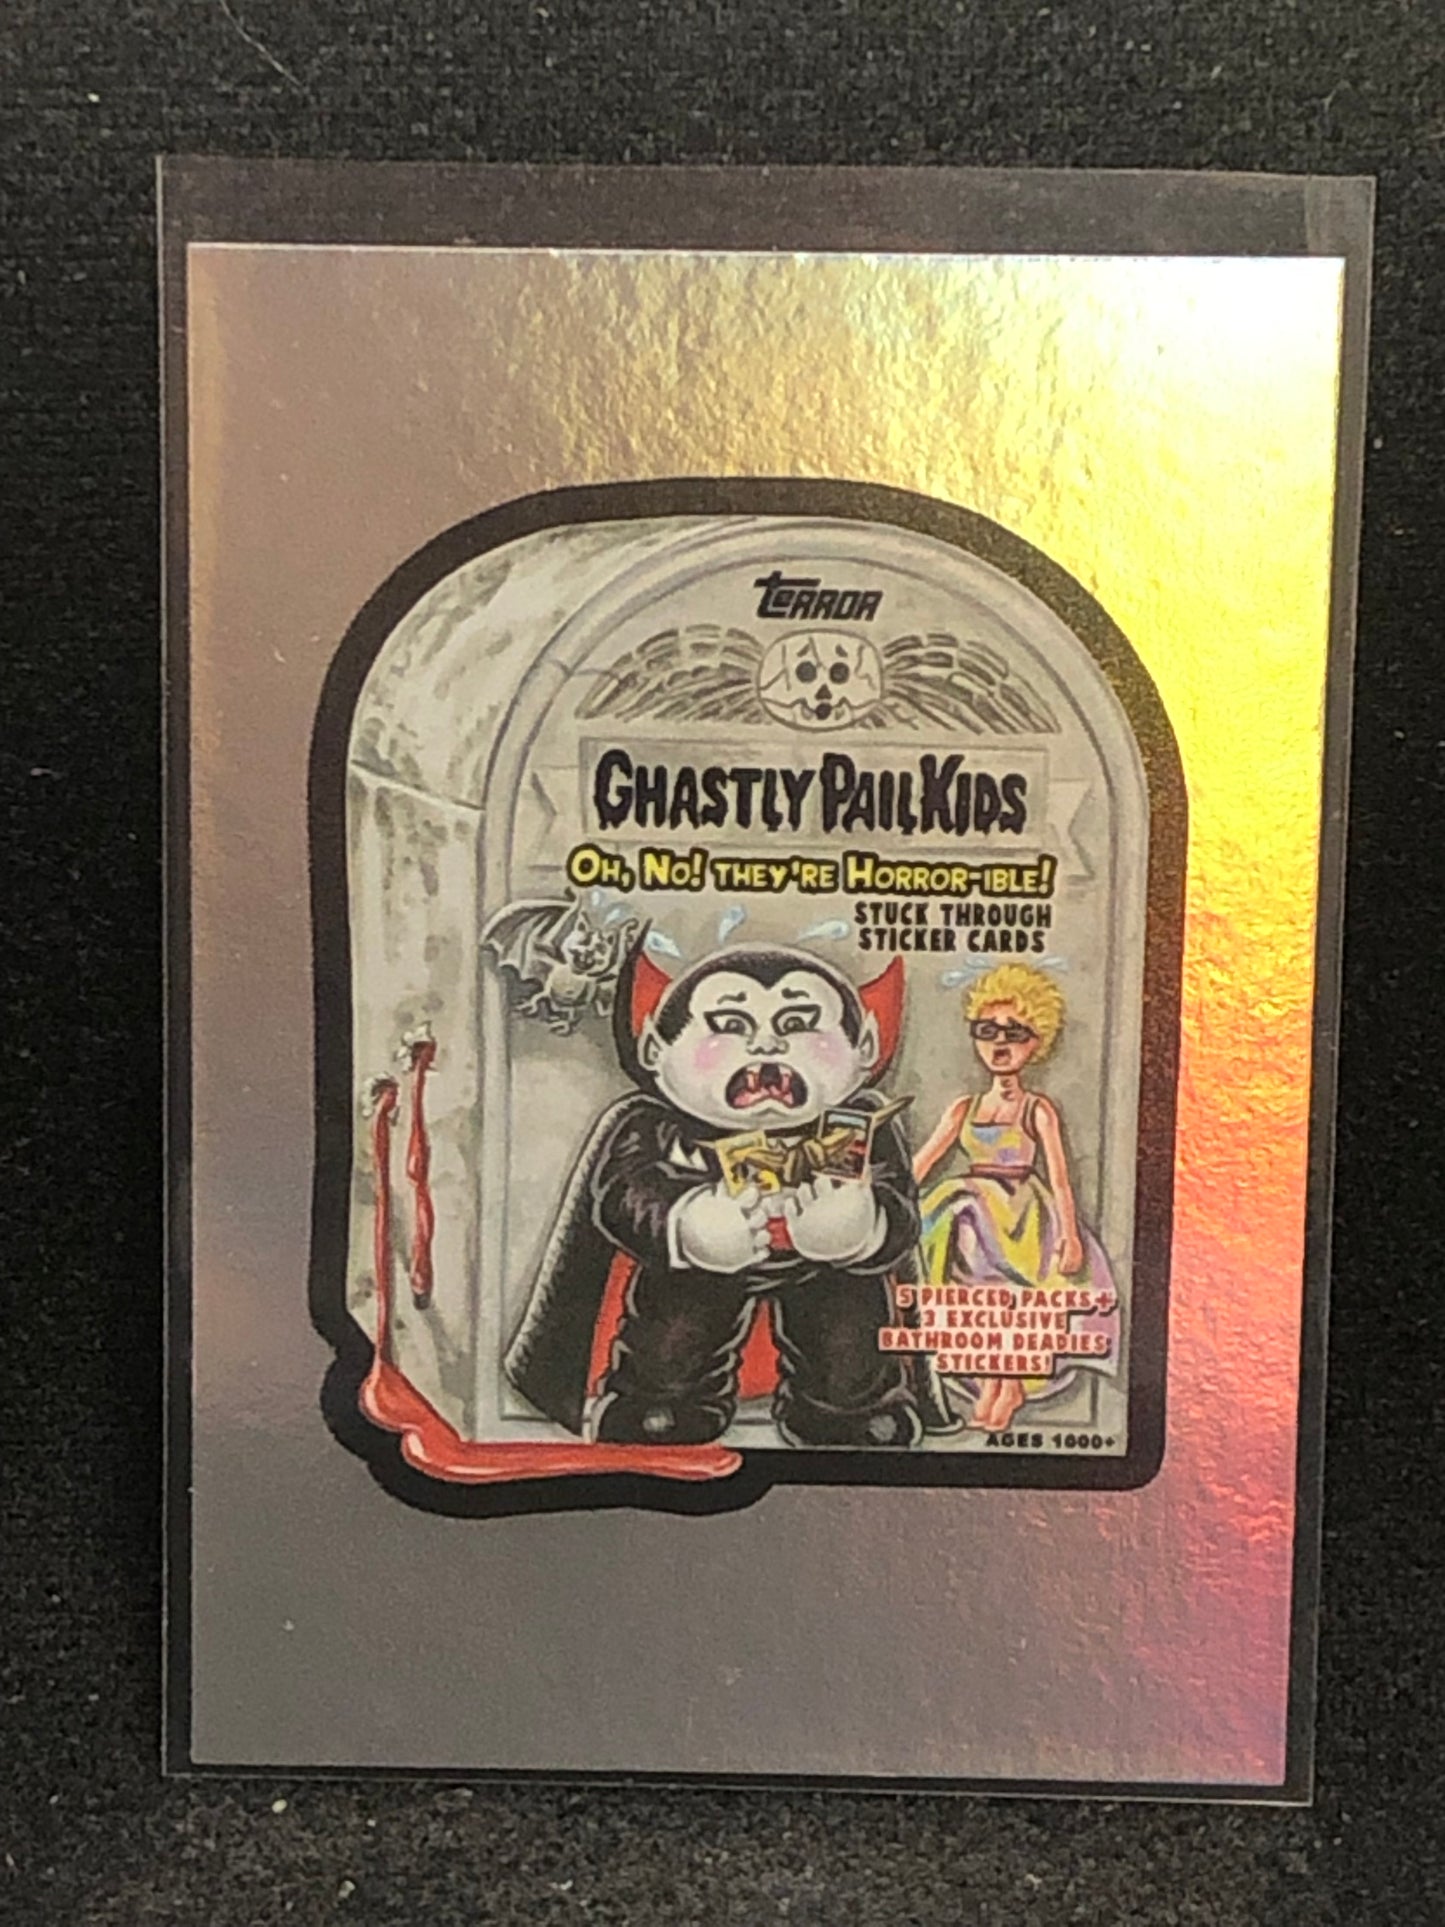 TERROR
GHASTLY PAIL KIDS
OH, NO! THEY'RE HORROR-IBLE!
STUCK THROUGH
STICKER CARDS
5 PIERCED PACKS +
3 EXCLUSIVE
BATHROOM DEADIES
STICKERS!
AGES 1000+